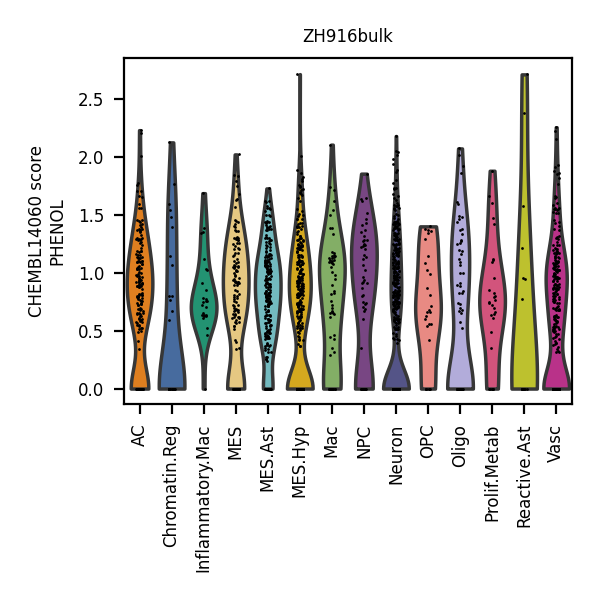 ZH916bulk
CHEMBL14060 score
PHENOL
2.5
2.0
1.5
1.0
0.5
0.0
AC
Chromatin.Reg
Inflammatory.Mac
MES
MES.Ast
MES.Hyp
Mac
NPC
Neuron
OPC
Oligo
Prolif.Metab
Reactive.Ast
Vasc